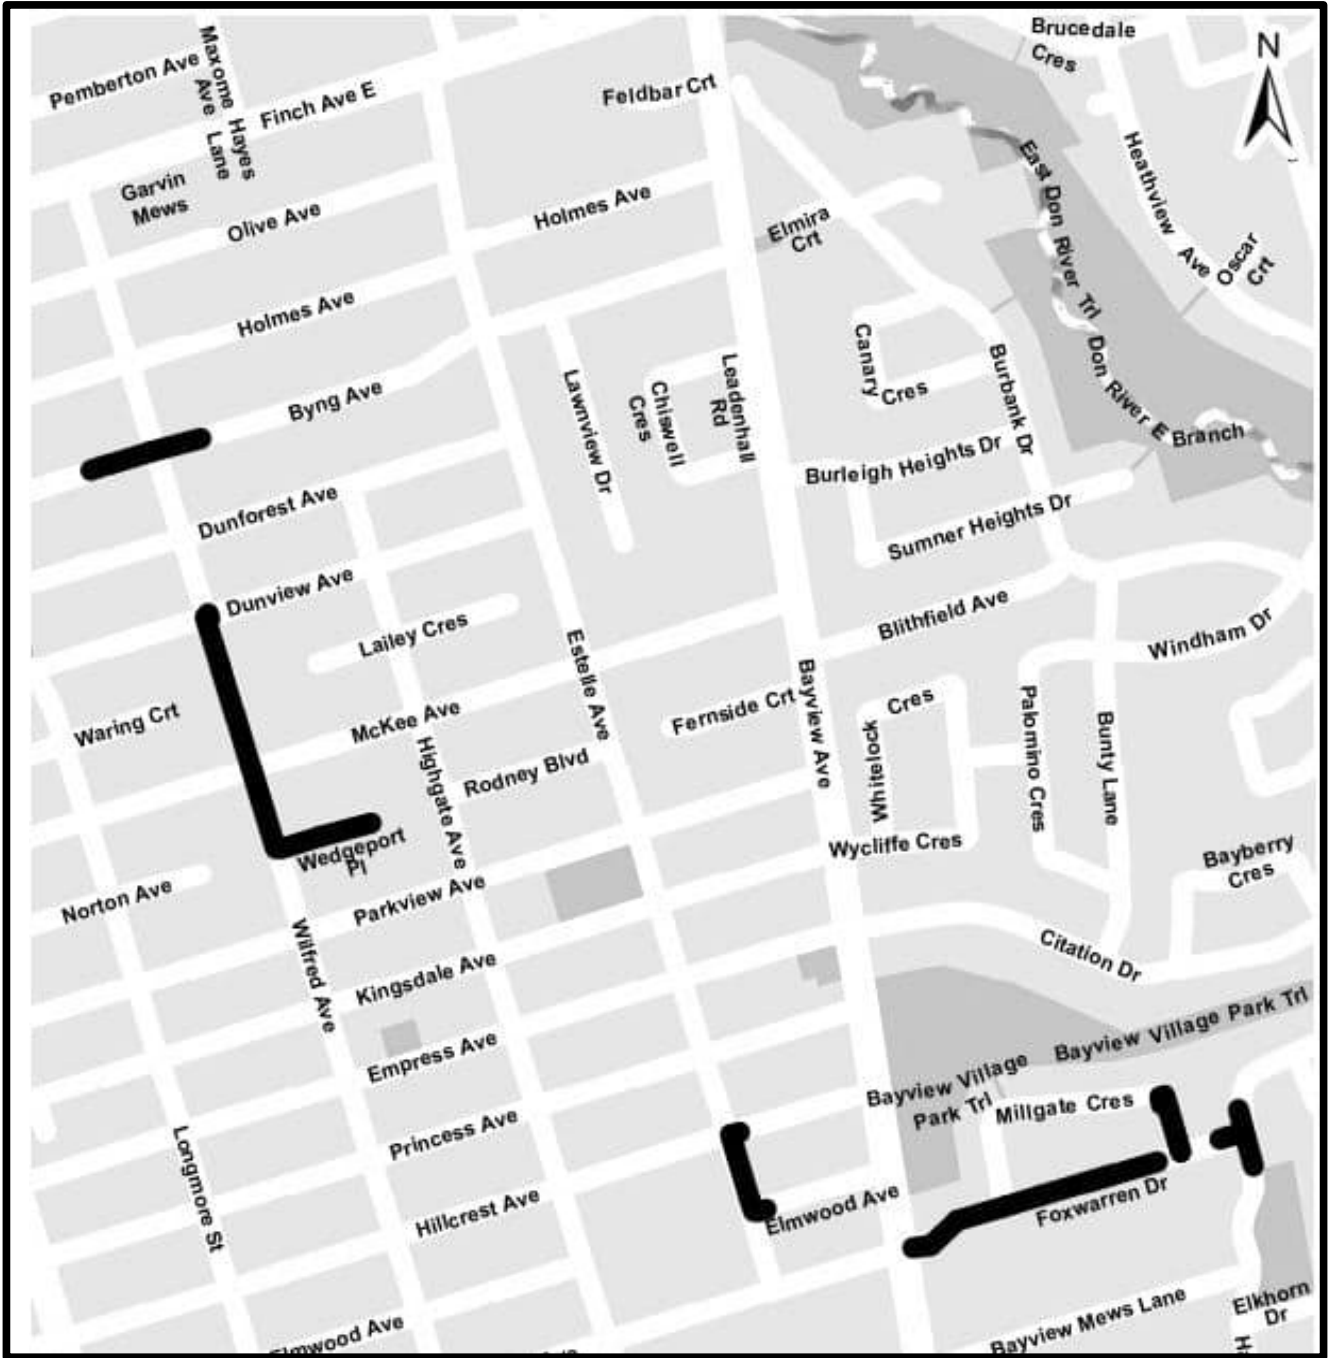 Brucedale
Cres
N
Pemberton Ave
Maxome
Ave
Hayes
Lane
Finch Ave E
Feldbar Crt
Garvin
Mews
Olive Ave
Holmes Ave
Elmira
Crt
East Don River Trl
Heathview Ave
Oscar
Crt
Holmes Ave
Byng Ave
Lawnview Dr
Chiswell
Cres
Leadenhall
Rd
Canary
Cres
Burbank Dr
Don River E Branch
Burleigh Heights Dr
Dunforest Ave
Sumner Heights Dr
Dunview Ave
Lailey Cres
Blithfield Ave
Windham Dr
Estelle Ave
Waring Crt
McKee Ave
Fernside Crt
Bayview Ave
Cres
Whitelock
Palomino Cres
Bunty Lane
Highgate Ave
Rodney Blvd
Wedgeport
Pl
Wycliffe Cres
Bayberry
Cres
Norton Ave
Parkview Ave
Wilfred Ave
Kingsdale Ave
Citation Dr
Empress Ave
Bayview Village Park Trl
Bayview Village
Park Trl
Millgate Cres
Longmore St
Princess Ave
Hillcrest Ave
Elmwood Ave
Foxwarren Dr
Bayview Mews Lane
Elkhorn
Dr
Elmwood Ave